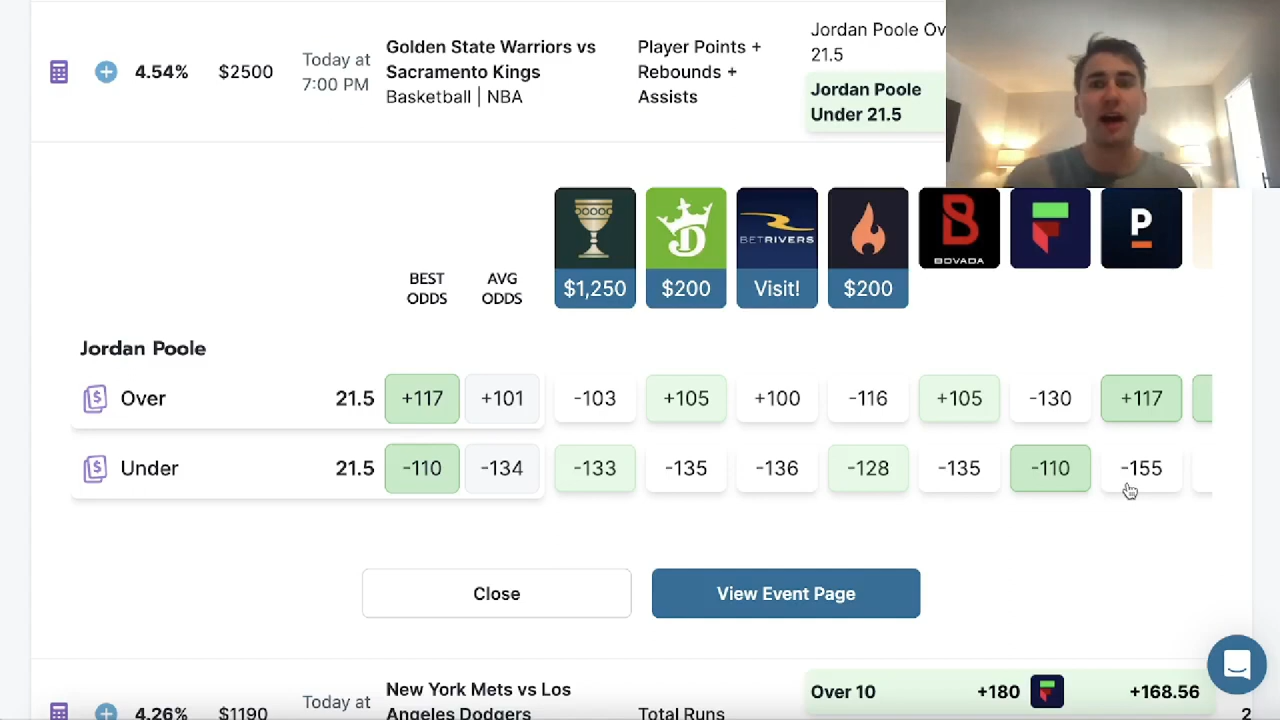 4.54%
$2500
Today at
7:00 PM
Golden State Warriors vs
Sacramento Kings
Basketball | NBA
Player Points +
Rebounds +
Assists
Jordan Poole Ov
21.5
Jordan Poole
Under 21.5
BEST
ODDS
AVG
ODDS
BETRIVERS
B
BOVADA
P
$1,250
$200
Visit!
$200
Jordan Poole
Over 21.5 +117 +101 -103 +105 +100 -116 +105 -130 +117
Under 21.5 -110 -134 -133 -135 -136 -128 -135 -110 -155
Close
View Event Page
4.26%
$1190
Today at
New York Mets vs Los
Angeles Dodgers
Total Runs
Over 10 +180 +168.56
2